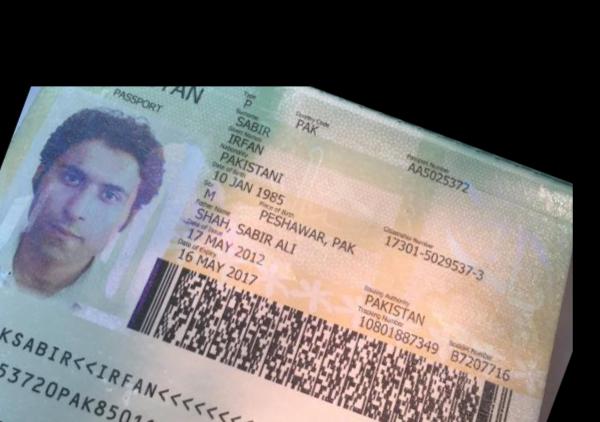 TAN
PASSPORT
Type
P
Country Code
PAK
Passport Number
AA5025372
Surname
SABIR
Given Names
IRFAN
Nationality
PAKISTANI
Date of Birth
10 JAN 1985
Citizenship Number
17301-5029537-3
Sex
M
Place of Birth
PESHAWAR, PAK
Father Name
SHAH, SABIR ALI
Date of Issue
17 MAY 2012
Date of Expiry
16 MAY 2017
Issuing Authority
PAKISTAN
Tracking Number
10801887349
Booklet Number
B7207716
KSABIR<<IRFAN<<<<<<<
53720PAK8501